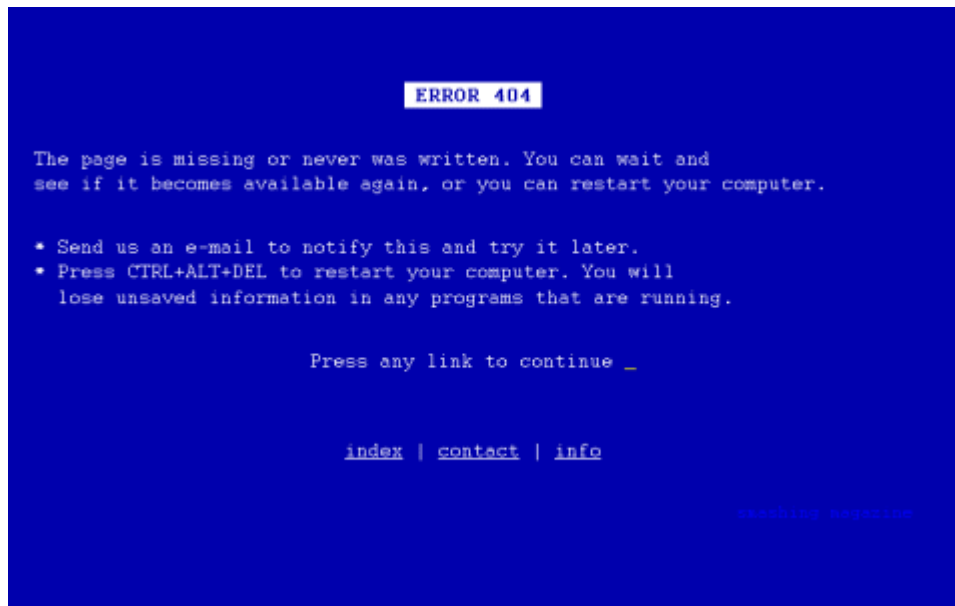 ERROR 404
The page is missing or never was written. You can wait and
see if it becomes available again, or you can restart your computer.
* Send us an e-mail to notify this and try it later.
* Press CTRL+ALT+DEL to restart your computer. You will
lose unsaved information in any programs that are running.
Press any link to continue _
index | contact | info
smashing magazine